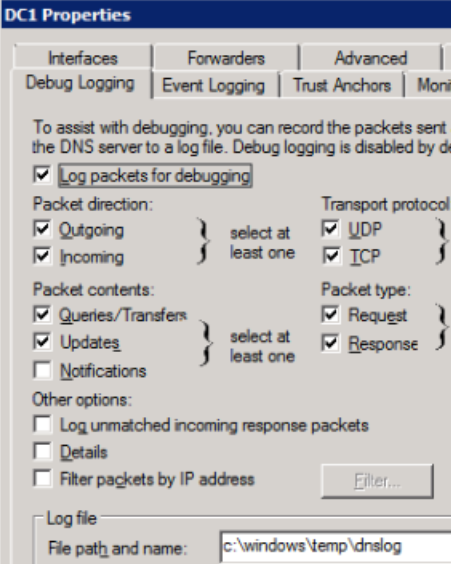 DC1 Properties
Interfaces Forwarders Advanced
Debug Logging Event Logging Trust Anchors Moni
To assist with debugging, you can record the packets sent
the DNS server to a log file. Debug logging is disabled by de
Log packets for debugging
Packet direction: Transport protocol
Outgoing select at UDP
Incoming least one TCP
Packet contents: Packet type:
Queries/Transfers Request
Updates select at Response
Notifications least one
Other options:
Log unmatched incoming response packets
Details
Filter packets by IP address Filter...
Log file
File path and name: c:\windows\temp\dnslog